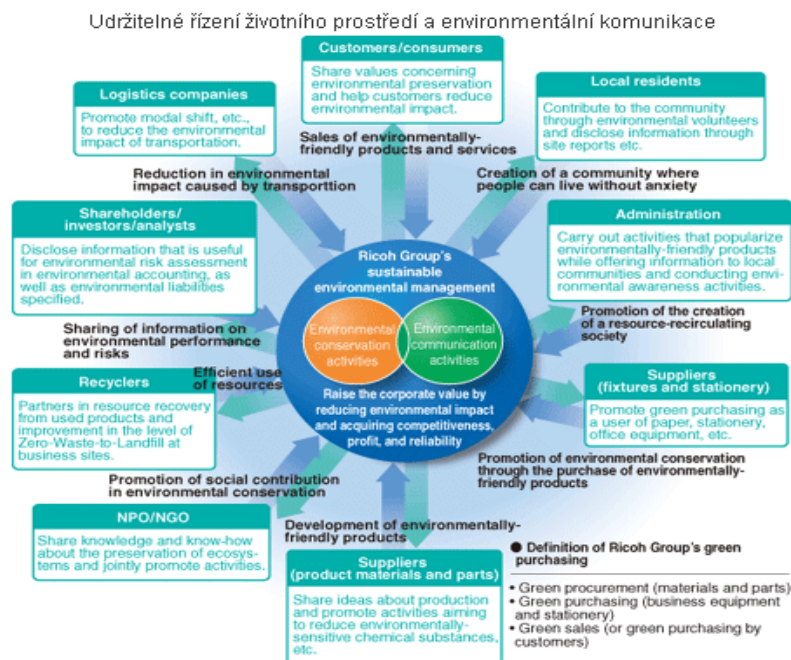 Udržitelné řízení životního prostředí a environmentální komunikace
Customers/consumers
Share values concerning
environmental preservation
and help customers reduce
environmental impact.
Logistics companies
Promote modal shift, etc.,
to reduce the environmental
impact of transportation.
Local residents
Contribute to the community
through environmental volunteers
and disclose information through
site reports etc.
Sales of environmentally-
friendly products and services
Reduction in environmental
impact caused by transporttion
Creation of a community where
people can live without anxiety
Shareholders/
investors/analysts
Disclose information that is useful
for environmental risk assessment
in environmental accounting, as
well as environmental liabilities
specified.
Administration
Carry out activities that popularize
environmentally-friendly products
while offering information to local
communities and conducting envi-
ronmental awareness activities.
Ricoh Group's
sustainable
environmental management
Environmental
conservation
activities
Environmental
communication
activities
Raise the corporate value by
reducing environmental impact
and acquiring competitiveness,
profit, and reliability
Sharing of information on
environmental performance
and risks
Promotion of the creation
of a resource-recirculating
society
Recyclers
Partners in resource recovery
from used products and
improvement in the level of
Zero-Waste-to-Landfill at
business sites.
Efficient use
of resources
Suppliers
(fixtures and stationery)
Promote green purchasing as
a user of paper, stationery,
office equipment, etc.
Promotion of social contribution
in environmental conservation
Promotion of environmental conservation
through the purchase of environmentally-
friendly products
NPO/NGO
Share knowledge and know-how
about the preservation of ecosys-
tems and jointly promote activities.
Development of environmentally-
friendly products
Suppliers
(product materials and parts)
Share ideas about production
and promote activities aiming
to reduce environmentally-
sensitive chemical substances,
etc.
● Definition of Ricoh Group's green
purchasing
• Green procurement (materials and parts)
• Green purchasing (business equipment
and stationery)
• Green sales (or green purchasing by
customers)